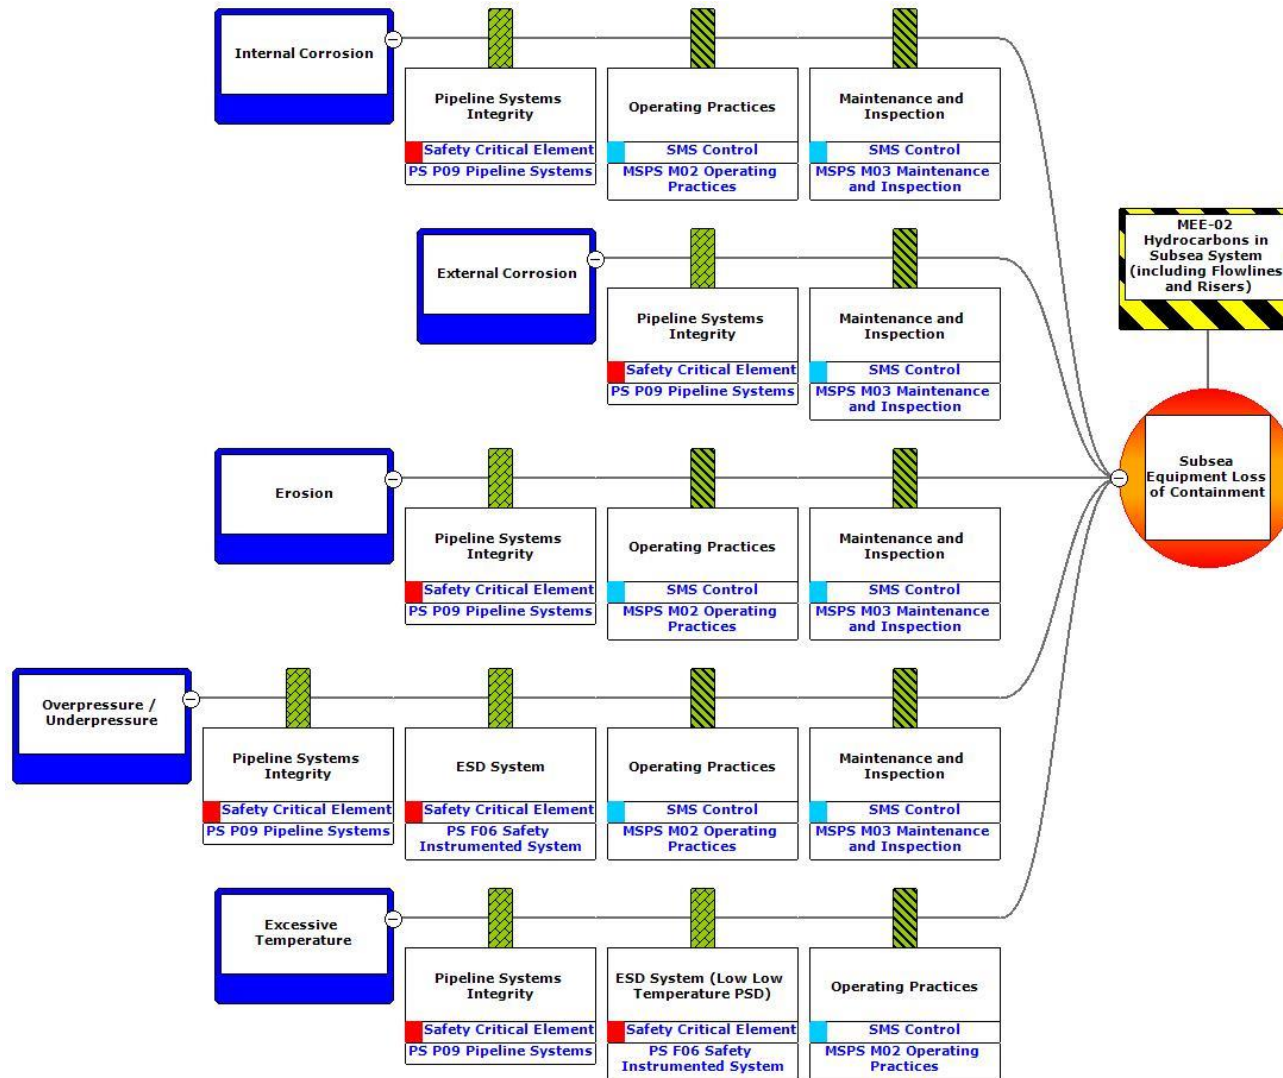 Internal Corrosion
Pipeline Systems
Integrity
Safety Critical Element
PS P09 Pipeline Systems
Operating Practices
SMS Control
MSPS M02 Operating
Practices
Maintenance and
Inspection
SMS Control
MSPS M03 Maintenance
and Inspection
External Corrosion
Pipeline Systems
Integrity
Safety Critical Element
PS P09 Pipeline Systems
Maintenance and
Inspection
SMS Control
MSPS M03 Maintenance
and Inspection
MEE-02
Hydrocarbons in
Subsea System
(including Flowlines
and Risers)
Subsea
Equipment Loss
of Containment
Erosion
Pipeline Systems
Integrity
Safety Critical Element
PS P09 Pipeline Systems
Operating Practices
SMS Control
MSPS M02 Operating
Practices
Maintenance and
Inspection
SMS Control
MSPS M03 Maintenance
and Inspection
Overpressure /
Underpressure
Pipeline Systems
Integrity
Safety Critical Element
PS P09 Pipeline Systems
ESD System
Safety Critical Element
PS F06 Safety
Instrumented System
Operating Practices
SMS Control
MSPS M02 Operating
Practices
Maintenance and
Inspection
SMS Control
MSPS M03 Maintenance
and Inspection
Excessive
Temperature
Pipeline Systems
Integrity
Safety Critical Element
PS P09 Pipeline Systems
ESD System (Low Low
Temperature PSD)
Safety Critical Element
PS F06 Safety
Instrumented System
Operating Practices
SMS Control
MSPS M02 Operating
Practices